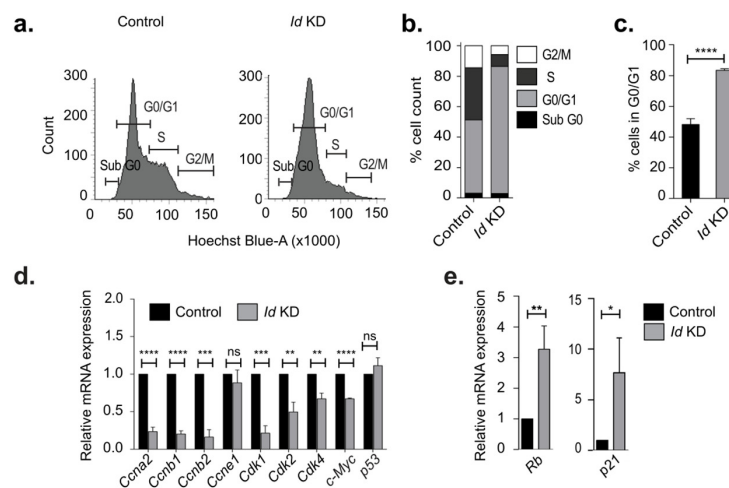 a.
Control
Id KD
300
200
100
0
Count
G0/G1
S
G2/M
Sub G0
0 50 100 150
300
200
100
0
G0/G1
S
G2/M
Sub G0
0 50 100 150
Hoechst Blue-A (x1000)
b.
% cell count
100
80
60
40
20
0
Control
Id KD
G2/M
S
G0/G1
Sub G0
c.
% cells in G0/G1
100
80
60
40
20
0
****
Control
Id KD
d.
Relative mRNA expression
2.0
1.5
1.0
0.5
0.0
Control
Id KD
**** **** *** ns *** ** ** **** ns
Ccna2 Ccnb1 Ccnb2 Ccne1 Cdk1 Cdk2 Cdk4 c-Myc p53
e.
Relative mRNA expression
5
4
3
2
1
0
**
Rb
15
10
5
0
*
p21
Control
Id KD